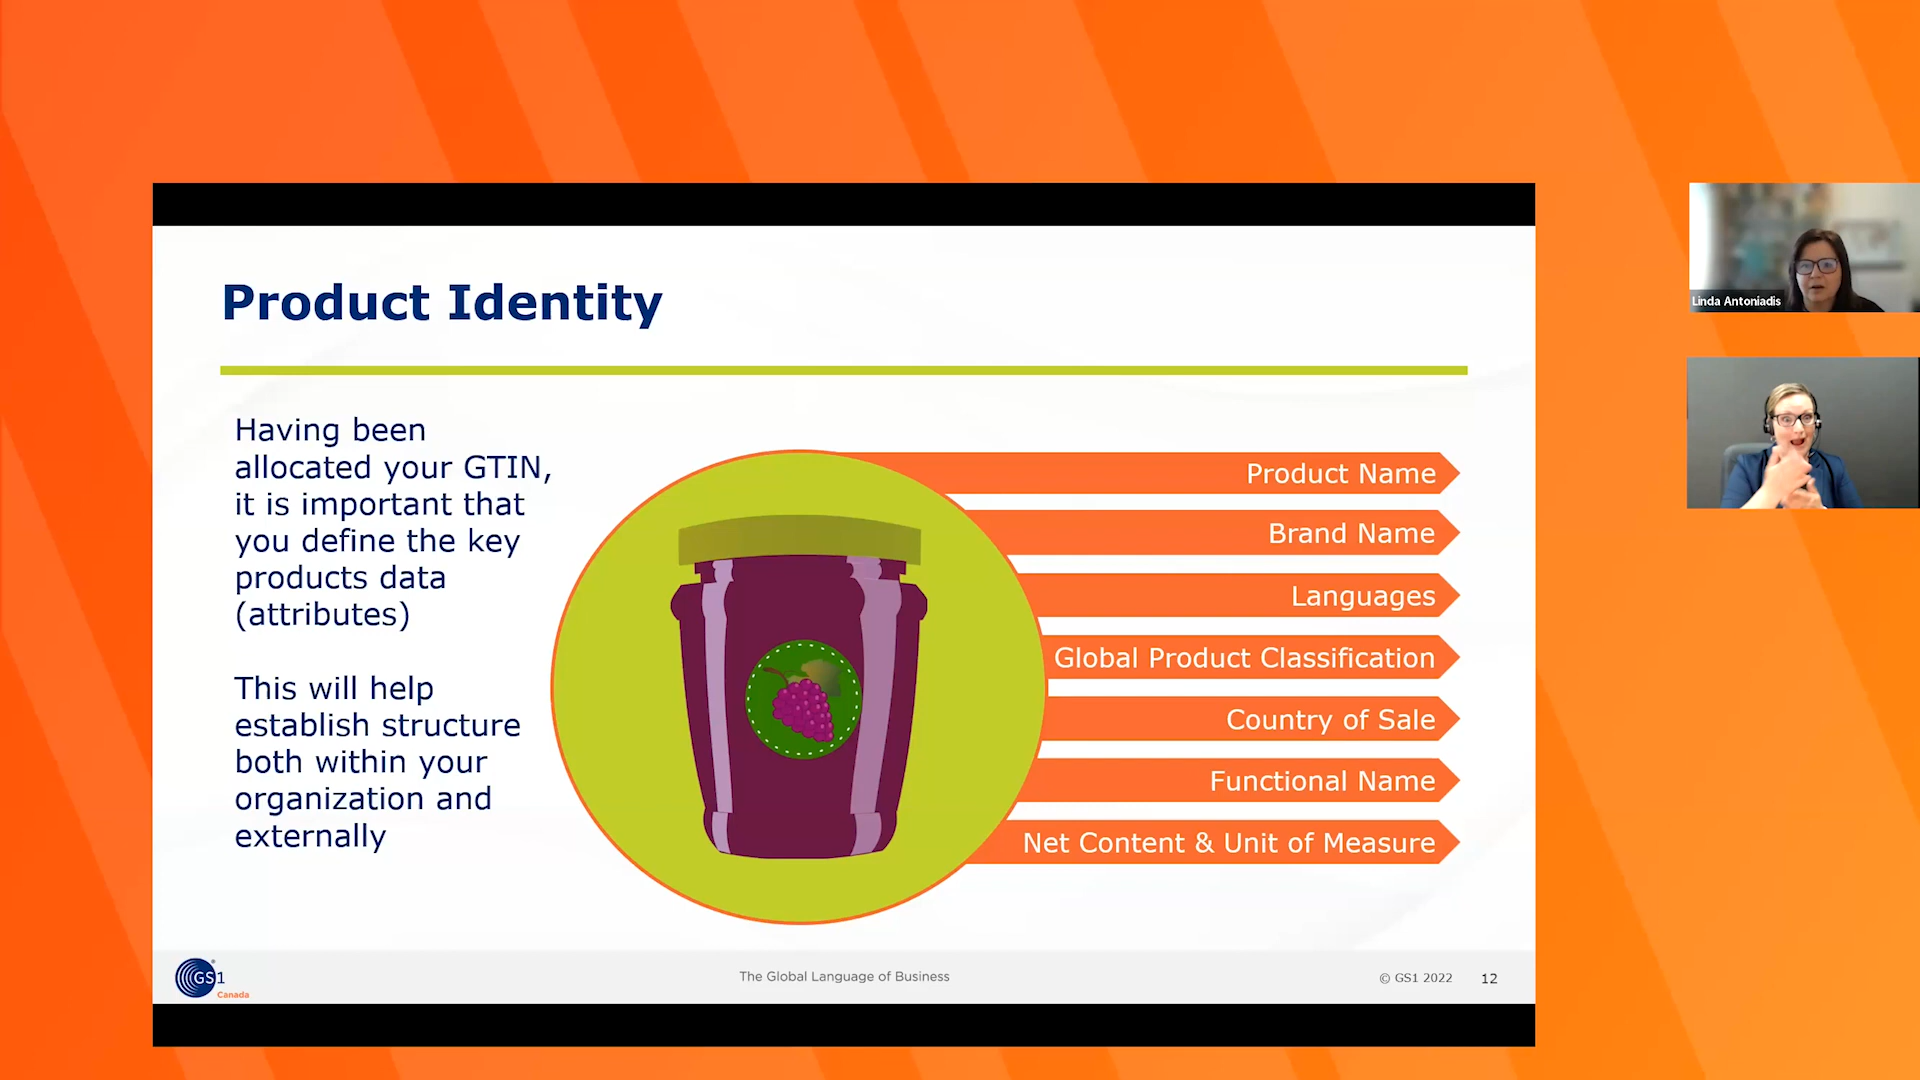 Product Identity
Having been
allocated your GTIN,
it is important that
you define the key
products data
(attributes)
This will help
establish structure
both within your
organization and
externally
Product Name
Brand Name
Languages
Global Product Classification
Country of Sale
Functional Name
Net Content & Unit of Measure
GS1
®
Canada
The Global Language of Business
© GS1 2022
12
Linda Antoniadis